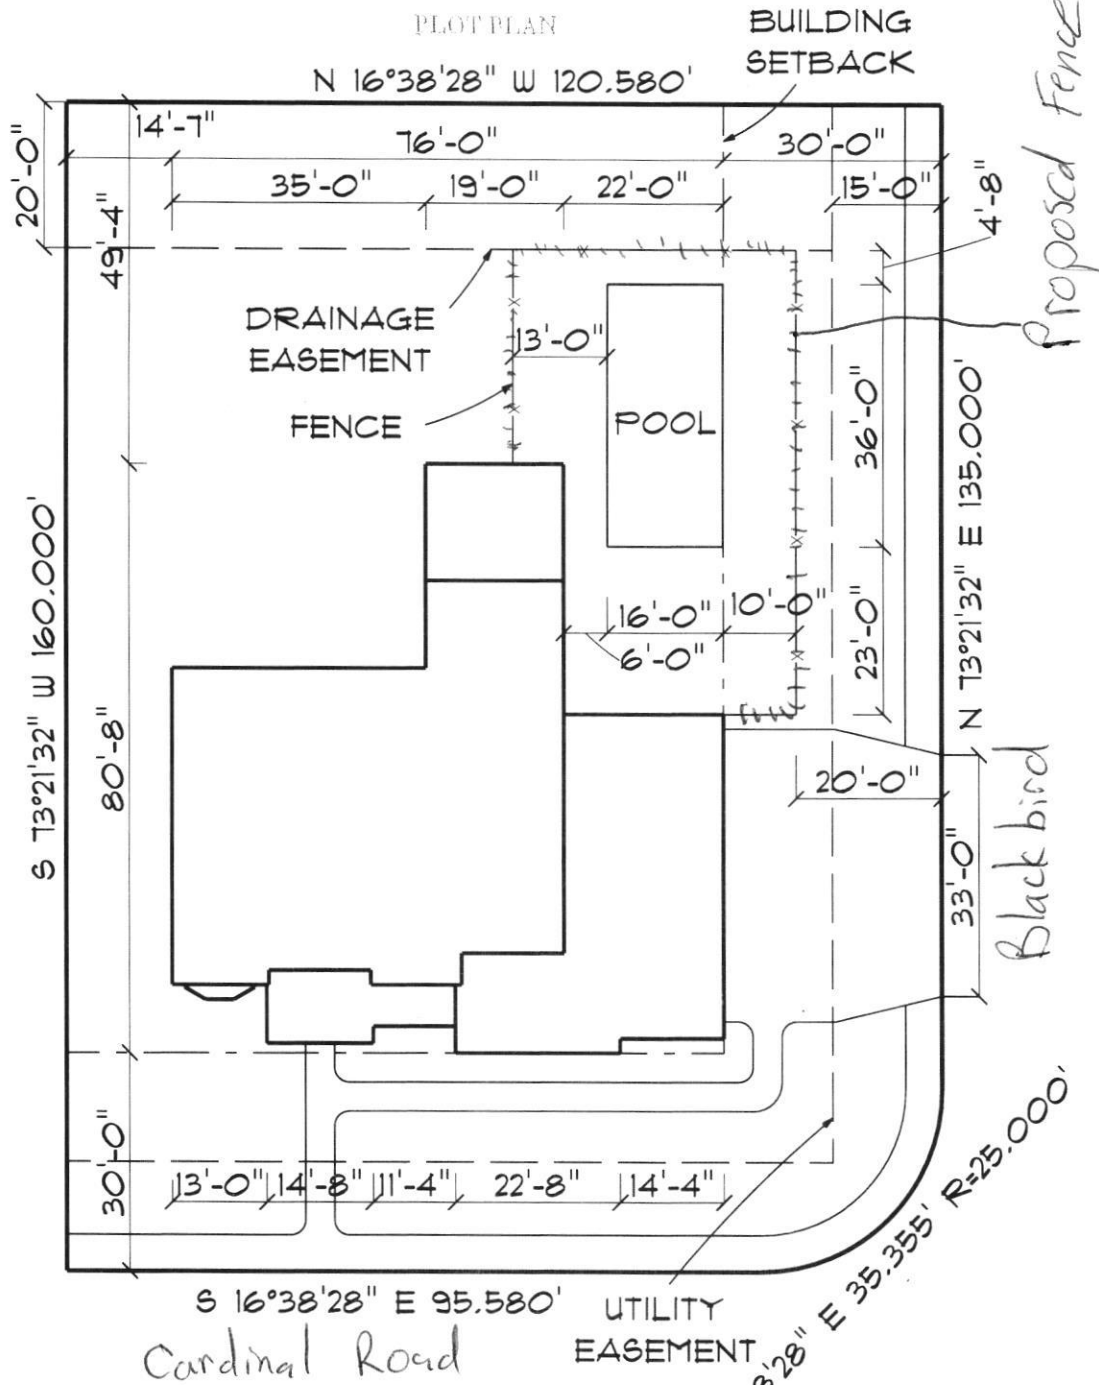 PLOT PLAN
BUILDING
SETBACK
N 16°38'28" W 120.580'
Proposed Fence
14'-7"
76'-0"
30'-0"
20'-0"
35'-0"
19'-0"
22'-0"
15'-0"
4'-8"
49'-4"
DRAINAGE
EASEMENT
13'-0"
FENCE
POOL
36'-0"
N 73°21'32" E 135.000'
S 73°21'32" W 160.000'
16'-0"
10'-0"
6'-0"
23'-0"
80'-8"
20'-0"
33'-0"
Blackbird
30'-0"
13'-0"
14'-8"
11'-4"
22'-8"
14'-4"
8'28" E 35.355' R=25.000'
S 16°38'28" E 95.580'
UTILITY
EASEMENT
Cardinal Road